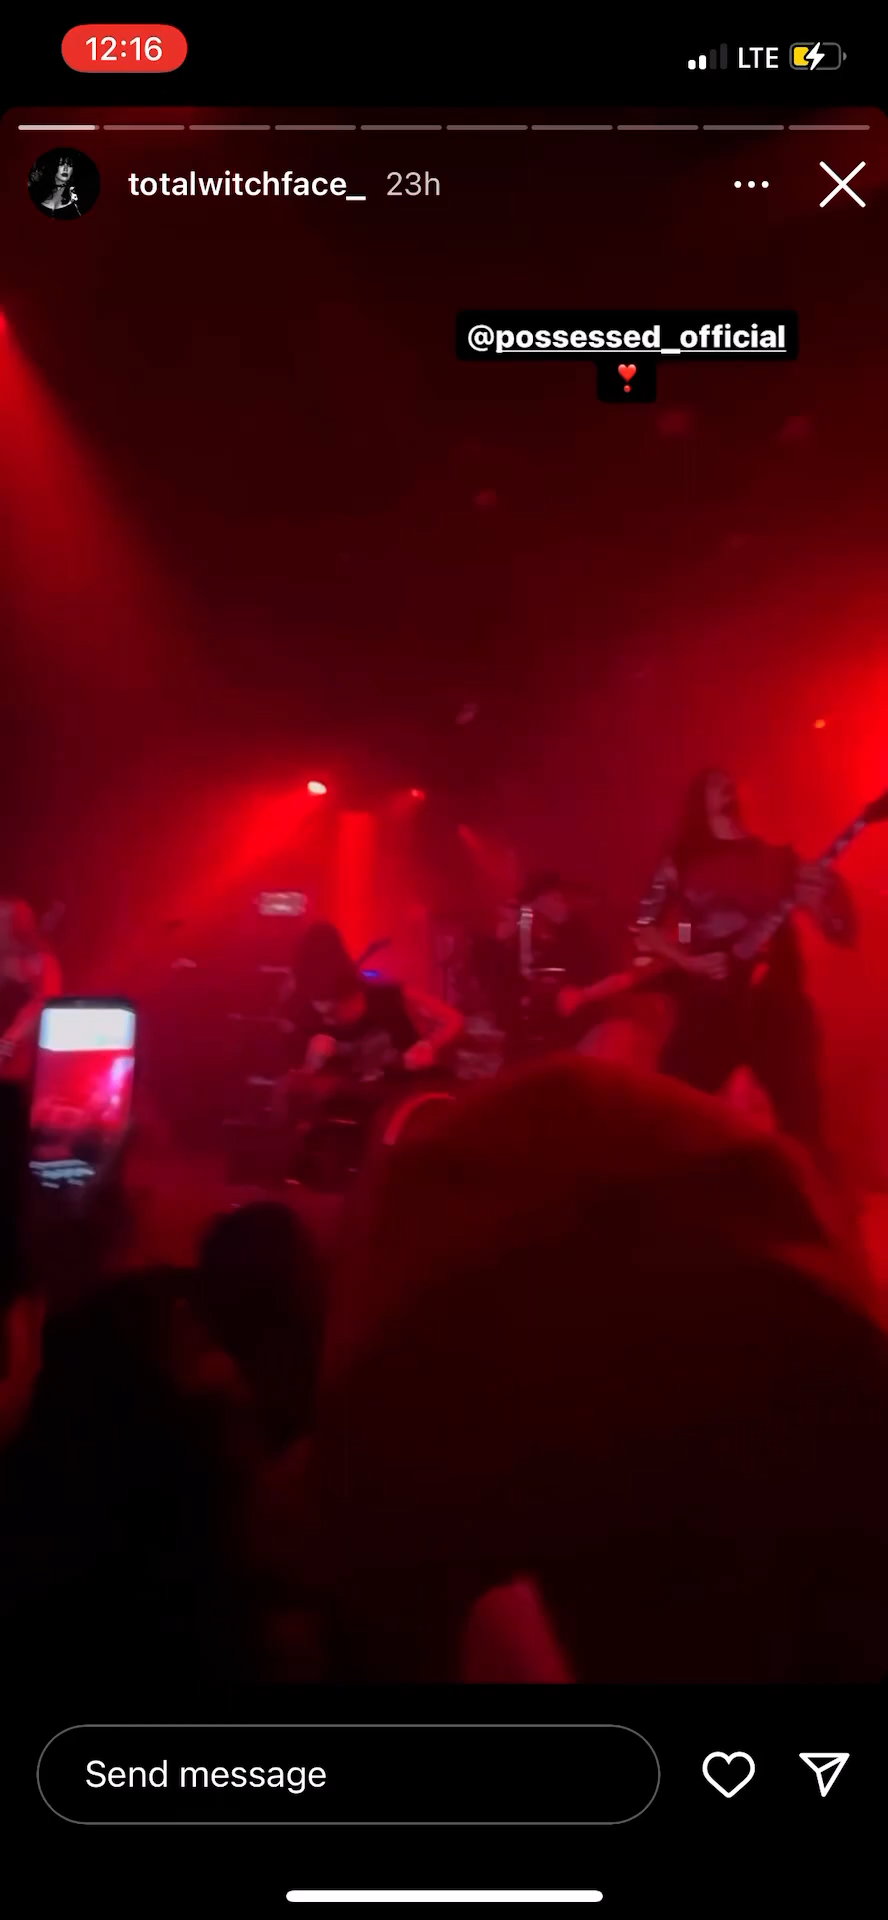 12:16
LTE
totalwitchface_ 23h
@possessed_official
❣️
Send message